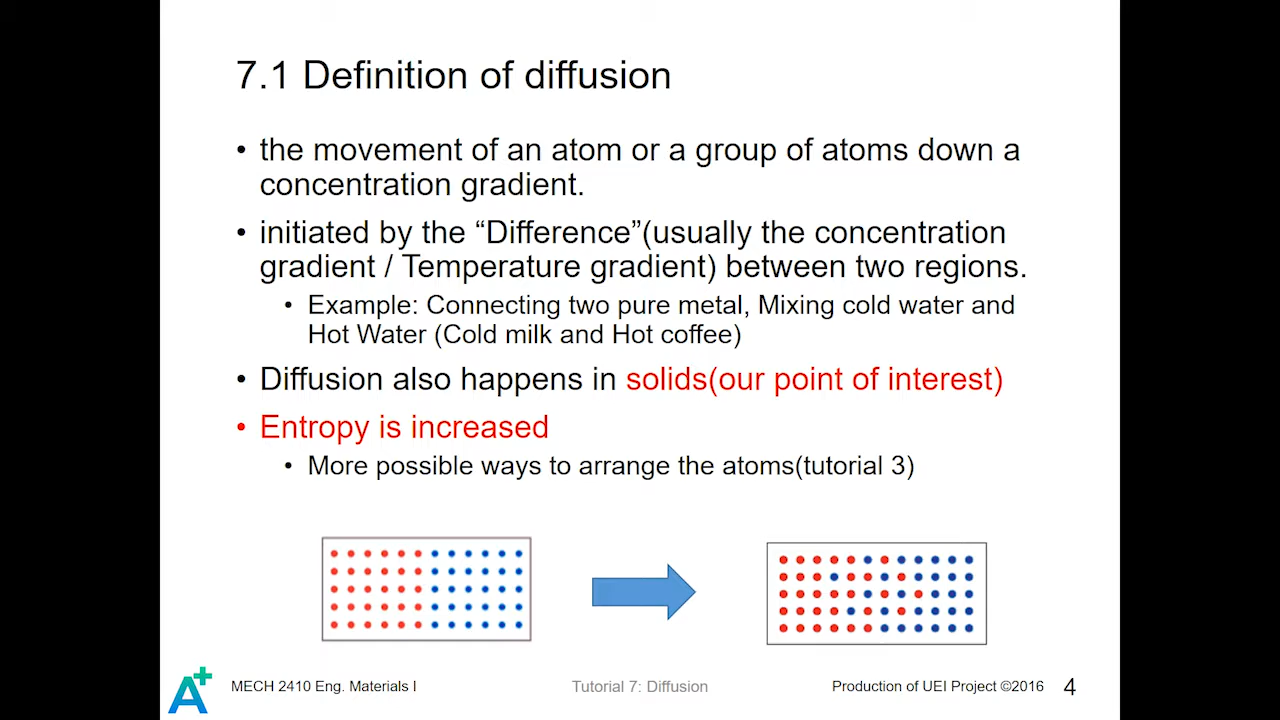 7.1 Definition of diffusion
• the movement of an atom or a group of atoms down a
concentration gradient.
• initiated by the “Difference”(usually the concentration
gradient / Temperature gradient) between two regions.
• Example: Connecting two pure metal, Mixing cold water and
Hot Water (Cold milk and Hot coffee)
• Diffusion also happens in solids(our point of interest)
• Entropy is increased
• More possible ways to arrange the atoms(tutorial 3)
A+ MECH 2410 Eng. Materials I Tutorial 7: Diffusion Production of UEI Project ©2016 4